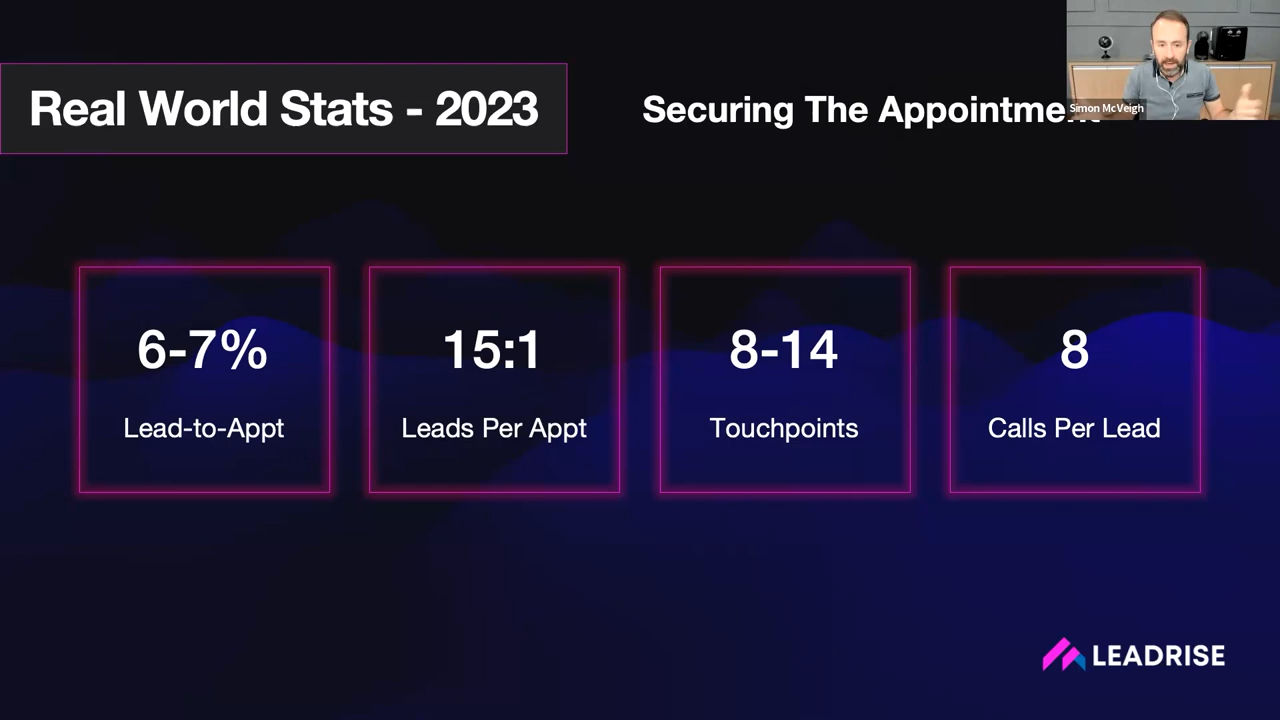 Real World Stats - 2023
Securing The Appointment
Simon McVeigh
6-7%
Lead-to-Appt
15:1
Leads Per Appt
8-14
Touchpoints
8
Calls Per Lead
LEADRISE